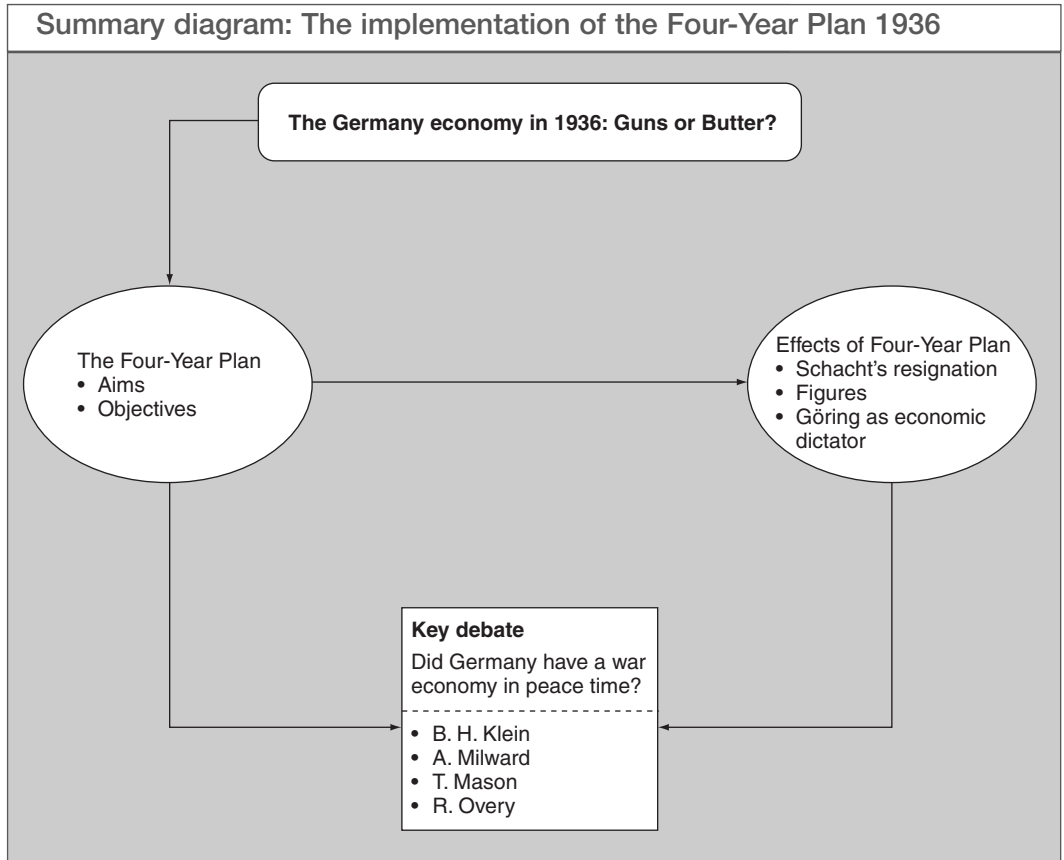 Summary diagram: The implementation of the Four-Year Plan 1936
The Germany economy in 1936: Guns or Butter?
The Four-Year Plan
• Aims
• Objectives
Effects of Four-Year Plan
• Schacht's resignation
• Figures
• Göring as economic
dictator
Key debate
Did Germany have a war
economy in peace time?
• B. H. Klein
• A. Milward
• T. Mason
• R. Overy